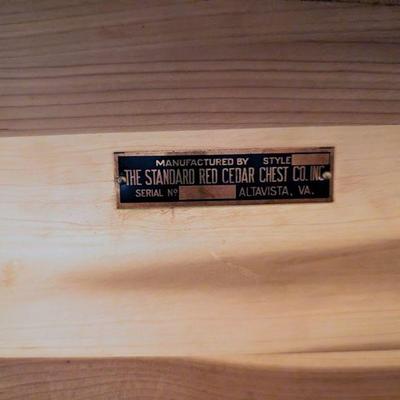 MANUFACTURED BY STYLE
THE STANDARD RED CEDAR CHEST CO. INC.
SERIAL Nº ALTAVISTA, VA.